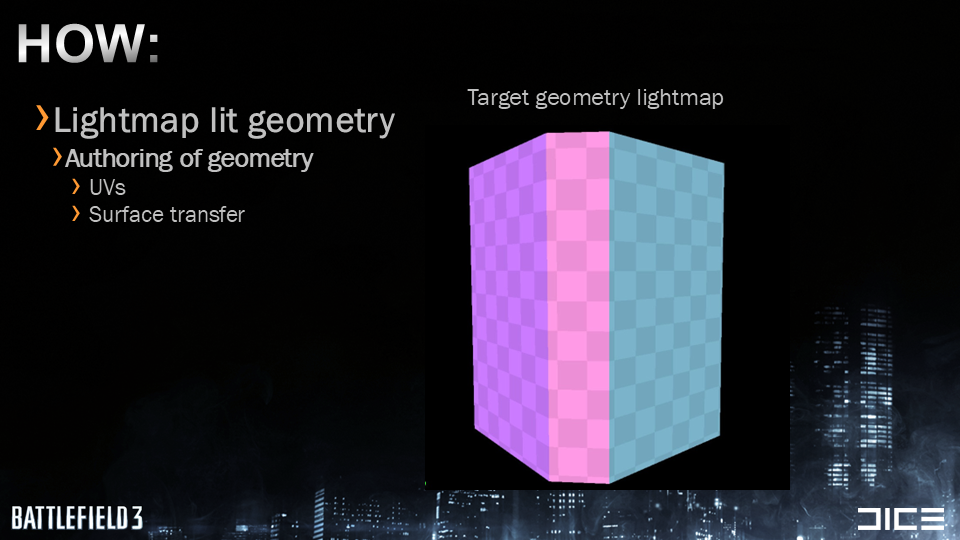 HOW:
Target geometry lightmap
Lightmap lit geometry
Authoring of geometry
UVs
Surface transfer
BATTLEFIELD 3
DICE